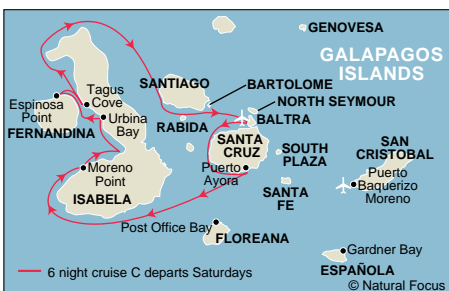 GENOVESA
GALAPAGOS
ISLANDS
SANTIAGO
BARTOLOME
NORTH SEYMOUR
BALTRA
Tagus
Cove
Espinosa
Point
Urbina
Bay
FERNANDINA
RABIDA
SANTA
CRUZ
SOUTH
PLAZA
SAN
CRISTOBAL
Puerto
Ayora
Puerto
Baquerizo
Moreno
Moreno
Point
ISABELA
SANTA
FE
Post Office Bay
FLOREANA
Gardner Bay
ESPAÑOLA
6 night cruise C departs Saturdays
© Natural Focus